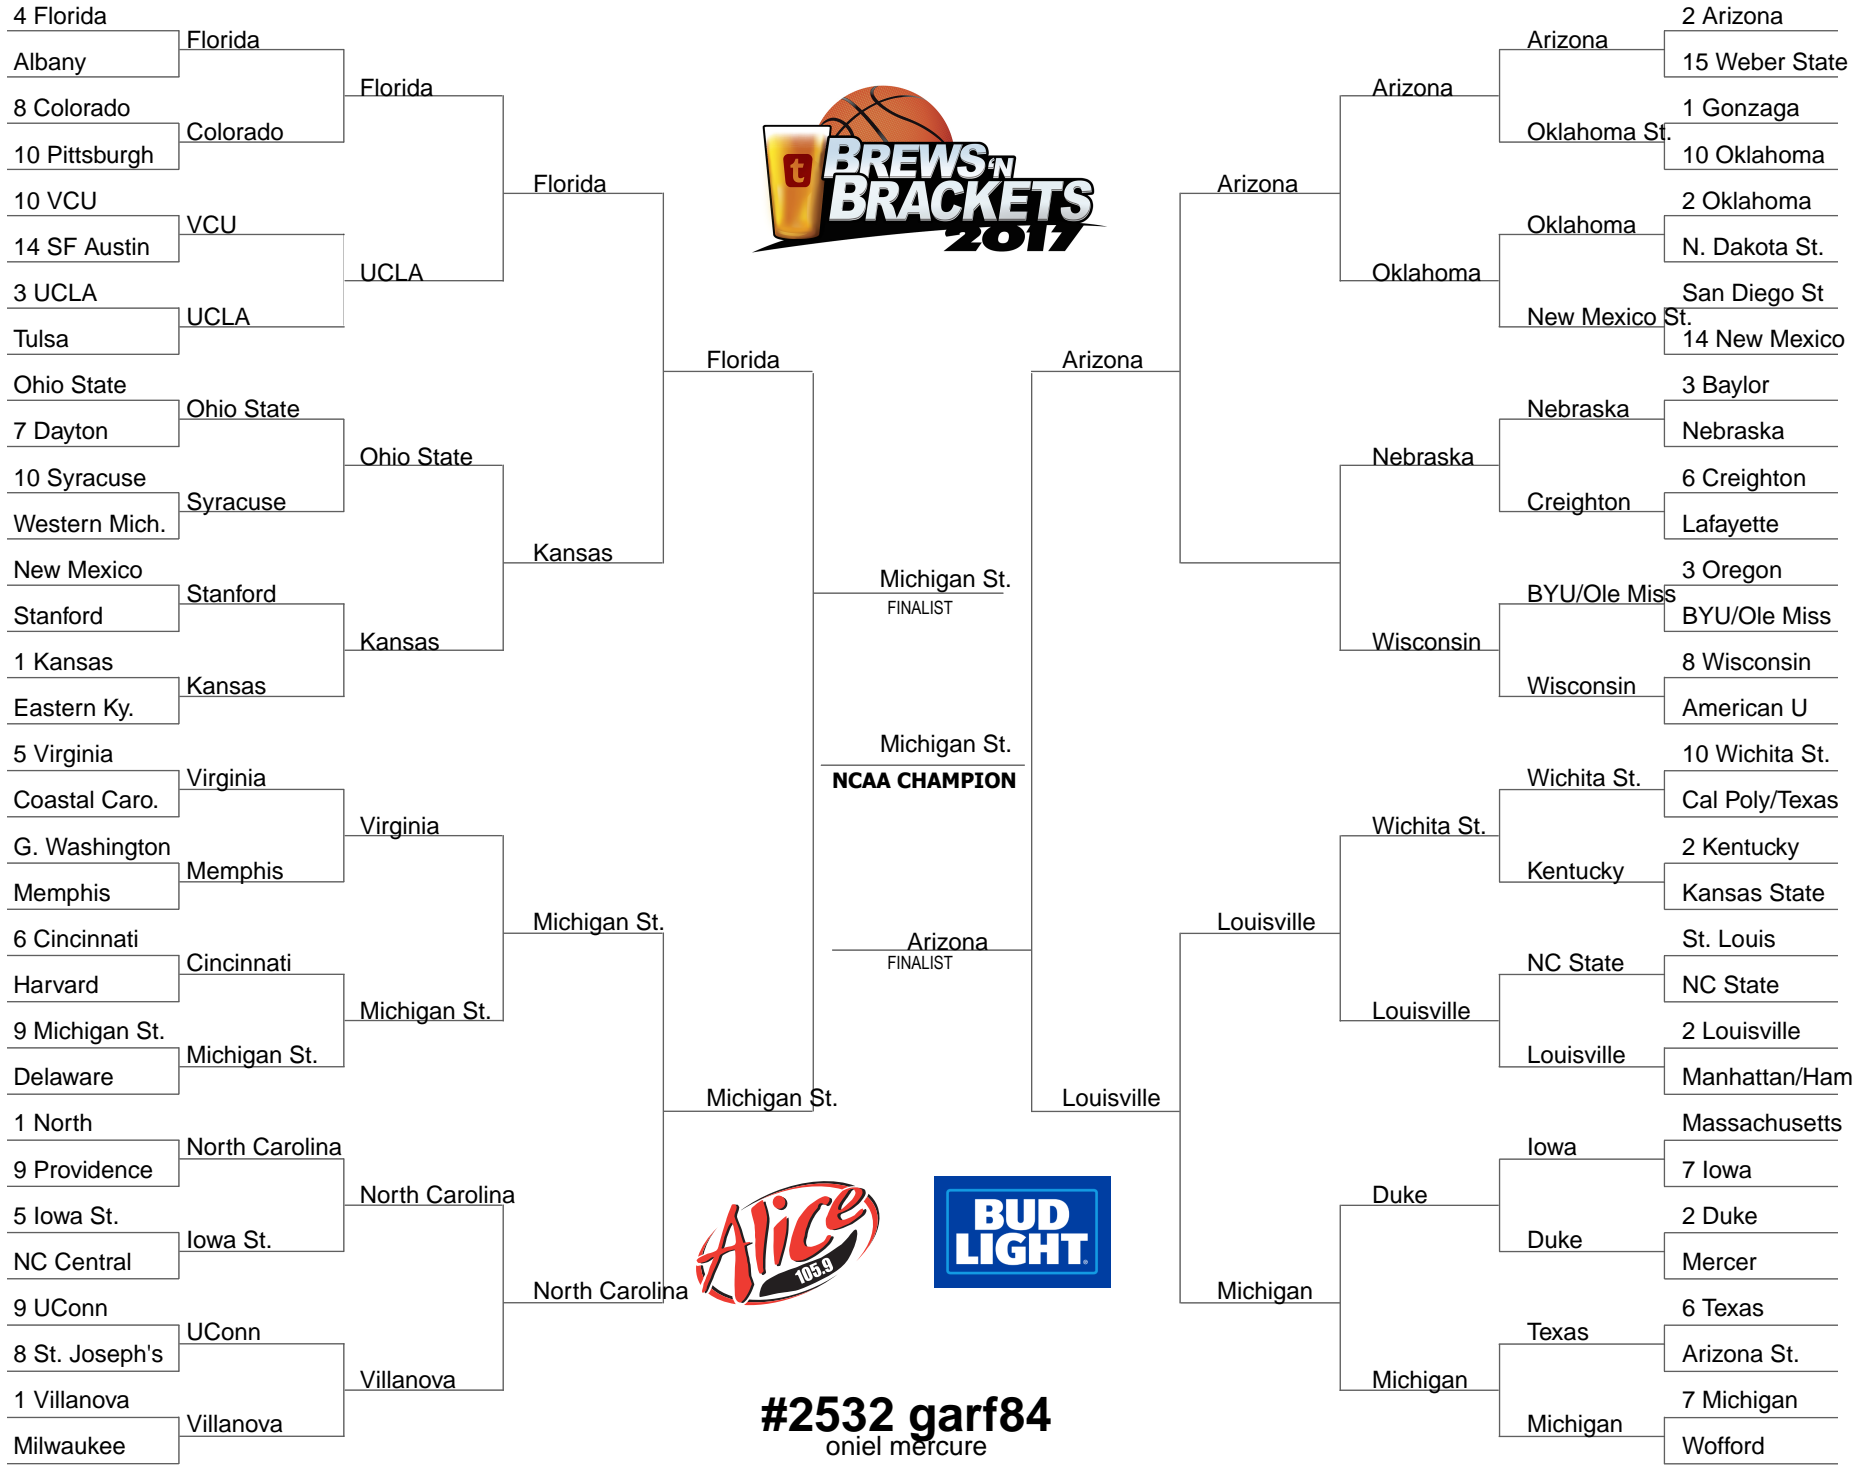 4 Florida
Albany
8 Colorado
10 Pittsburgh
10 VCU
14 SF Austin
3 UCLA
Tulsa
Ohio State
7 Dayton
10 Syracuse
Western Mich.
New Mexico
Stanford
1 Kansas
Eastern Ky.
5 Virginia
Coastal Caro.
G. Washington
Memphis
6 Cincinnati
Harvard
9 Michigan St.
Delaware
1 North
9 Providence
5 Iowa St.
NC Central
9 UConn
8 St. Joseph's
1 Villanova
Milwaukee
Florida
Colorado
VCU
UCLA
Ohio State
Syracuse
Stanford
Kansas
Virginia
Memphis
Cincinnati
Michigan St.
North Carolina
Iowa St.
UConn
Villanova
Florida
UCLA
Ohio State
Kansas
Virginia
Michigan St.
North Carolina
Villanova
Florida
Kansas
Michigan St.
North Carolina
Florida
Michigan St.
t
BREWS 'N
BRACKETS
2017
Michigan St.
FINALIST
Michigan St.
NCAA CHAMPION
Arizona
FINALIST
Alice
105.9
BUD
LIGHT
#2532 garf84
oniel mercure
Arizona
Louisville
Arizona
Louisville
Michigan
Arizona
Oklahoma
Nebraska
Wisconsin
Wichita St.
Louisville
Duke
Michigan
Arizona
Oklahoma St.
Oklahoma
New Mexico St.
Nebraska
Creighton
BYU/Ole Miss
Wisconsin
Wichita St.
Kentucky
NC State
Louisville
Iowa
Duke
Texas
Michigan
2 Arizona
15 Weber State
1 Gonzaga
10 Oklahoma
2 Oklahoma
N. Dakota St.
San Diego St
14 New Mexico
3 Baylor
Nebraska
6 Creighton
Lafayette
3 Oregon
BYU/Ole Miss
8 Wisconsin
American U
10 Wichita St.
Cal Poly/Texas
2 Kentucky
Kansas State
St. Louis
NC State
2 Louisville
Manhattan/Ham
Massachusetts
7 Iowa
2 Duke
Mercer
6 Texas
Arizona St.
7 Michigan
Wofford